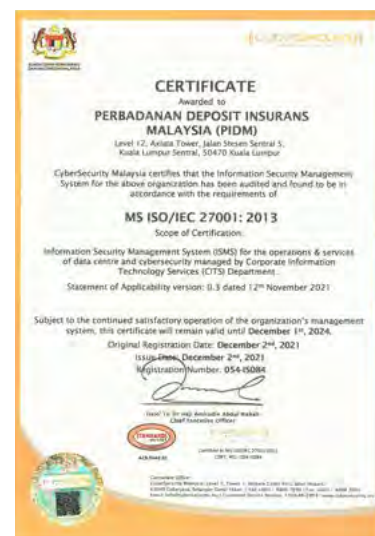 CERTIFICATE
Awarded to
PERBADANAN DEPOSIT INSURANS
MALAYSIA (PIDM)
Level 12, Axiata Tower, Jalan Stesen Sentral 5,
Kuala Lumpur Sentral, 50470 Kuala Lumpur
CyberSecurity Malaysia certifies that the Information Security Management
System for the above organization has been audited and found to be in
accordance with the requirements of
MS ISO/IEC 27001: 2013
Scope of Certification:
Information Security Management System (ISMS) for the operations & services
of data centre and cybersecurity managed by Corporate Information
Technology Services (CITS) Department.
Statement of Applicability version: 0.3 dated 12th November 2021
Subject to the continued satisfactory operation of the organization's management
system, this certificate will remain valid until December 1st, 2024.
Original Registration Date: December 2nd, 2021
Issue Date: December 2nd, 2021
Registration Number: 054-ISO84
Chief Executive Officer
STANDARDS